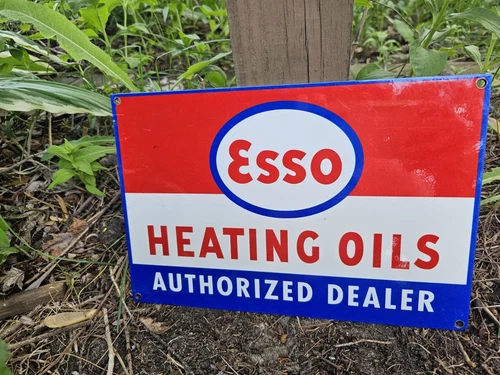 Esso
HEATING OILS
AUTHORIZED DEALER